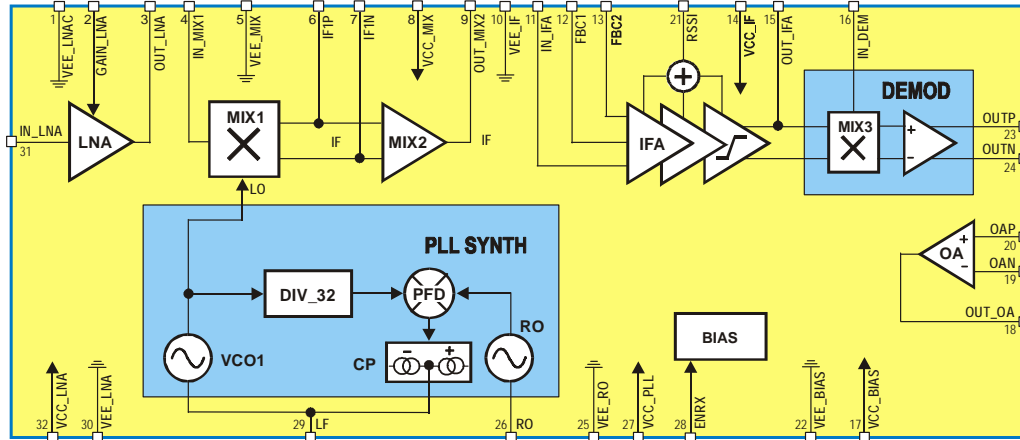 1 VEE_LNAC
2 GAIN_LNA
3 OUT_LNA
4 IN_MIX1
5 VEE_MIX
6 IF1P
7 IF1N
8 VCC_MIX
9 OUT_MIX2
10 VEE_IF
11 IN_IFA
12 FBC1
13 FBC2
21 RSSI
14 VCC_IF
15 OUT_IFA
16 IN_DEM
IN_LNA
31
LNA
MIX1
IF
MIX2
IF
LO
IFA
+
DEMOD
MIX3
+
−
OUTP
23
OUTN
24
OAP
20
OAN
19
OA
+
−
OUT_OA
18
PLL SYNTH
DIV_32
PFD
RO
VCO1
CP
−
+
BIAS
32 VCC_LNA
30 VEE_LNA
29 LF
26 RO
25 VEE_RO
27 VCC_PLL
28 ENRX
22 VEE_BIAS
17 VCC_BIAS